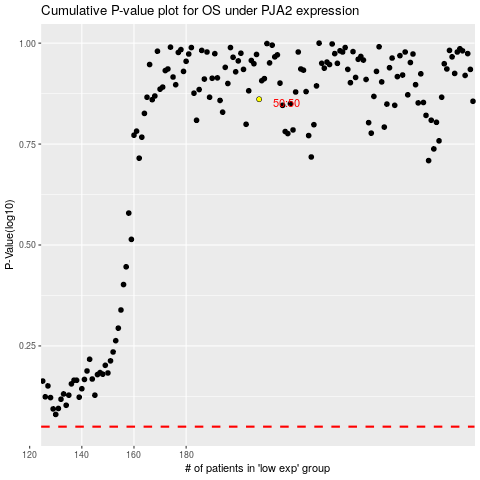 Cumulative P-value plot for OS under PJA2 expression
P-Value(log10)
1.00
0.75
0.50
0.25
50:50
120 140 160 180
# of patients in 'low exp' group